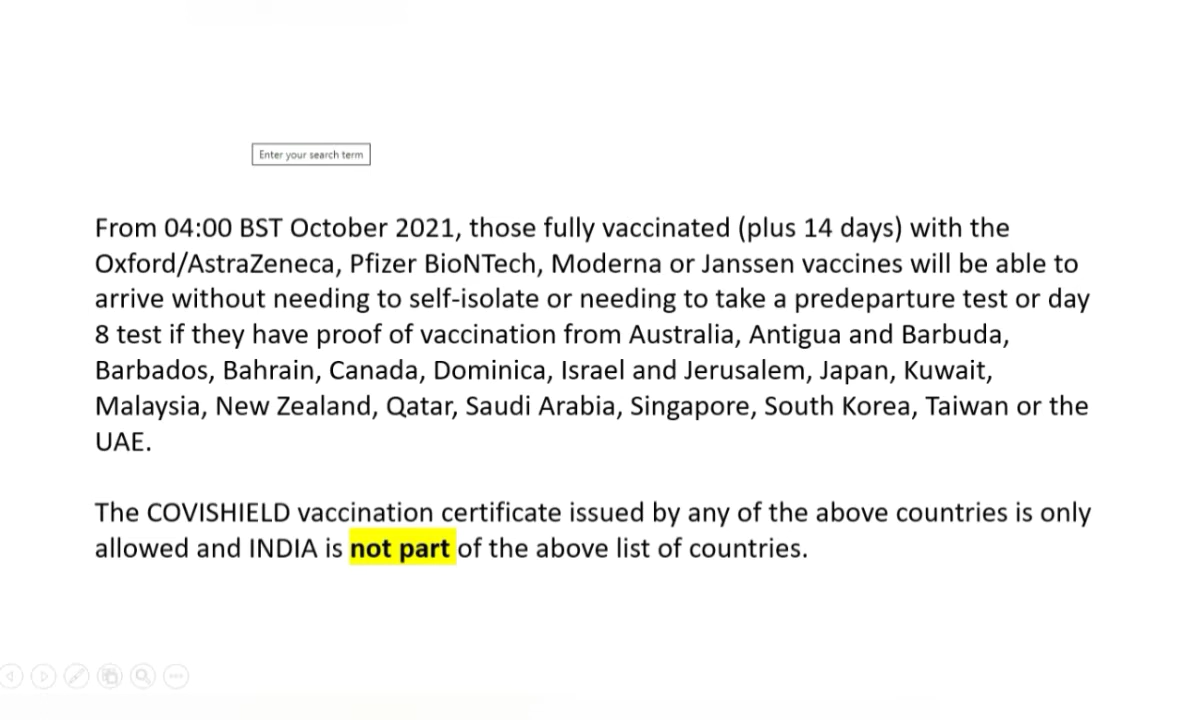 Enter your search term
From 04:00 BST October 2021, those fully vaccinated (plus 14 days) with the
Oxford/AstraZeneca, Pfizer BioNTech, Moderna or Janssen vaccines will be able to
arrive without needing to self-isolate or needing to take a predeparture test or day
8 test if they have proof of vaccination from Australia, Antigua and Barbuda,
Barbados, Bahrain, Canada, Dominica, Israel and Jerusalem, Japan, Kuwait,
Malaysia, New Zealand, Qatar, Saudi Arabia, Singapore, South Korea, Taiwan or the
UAE.
The COVISHIELD vaccination certificate issued by any of the above countries is only
allowed and INDIA is not part of the above list of countries.